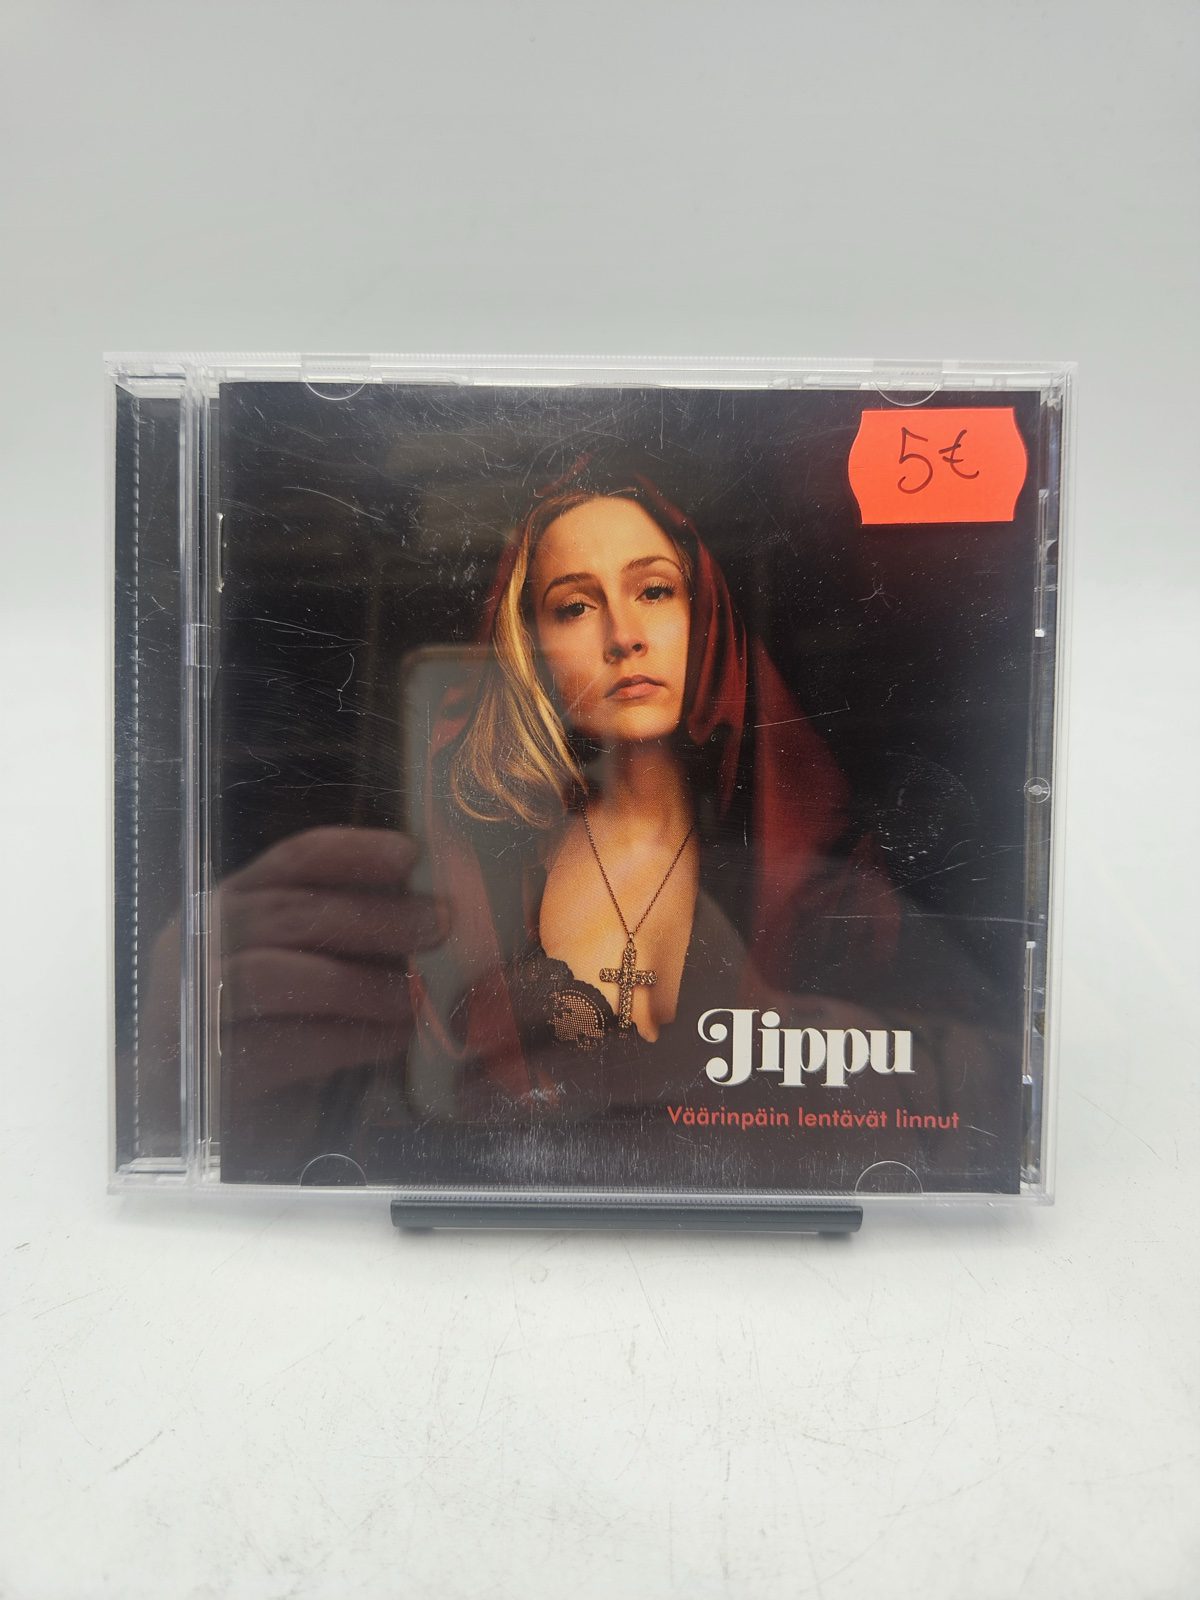 5€
Jippu
Väärinpäin lentävät linnut